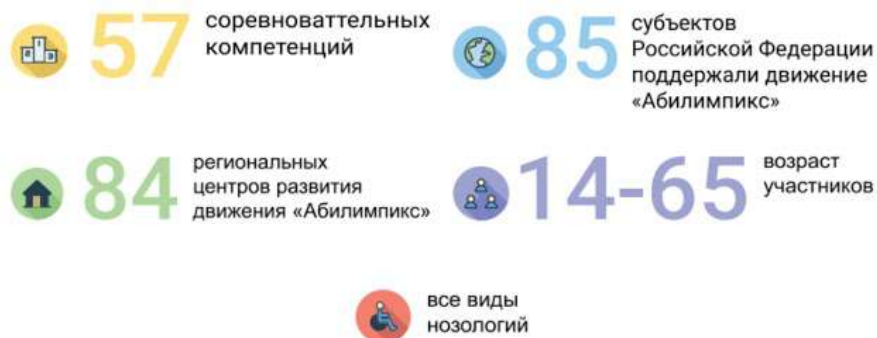 57
соревноваттельных
компетенций
85
субъектов
Российской Федерации
поддержали движение
«Абилимпикс»
84
региональных
центров развития
движения «Абилимпикс»
14-65
возраст
участников
все виды
нозологий